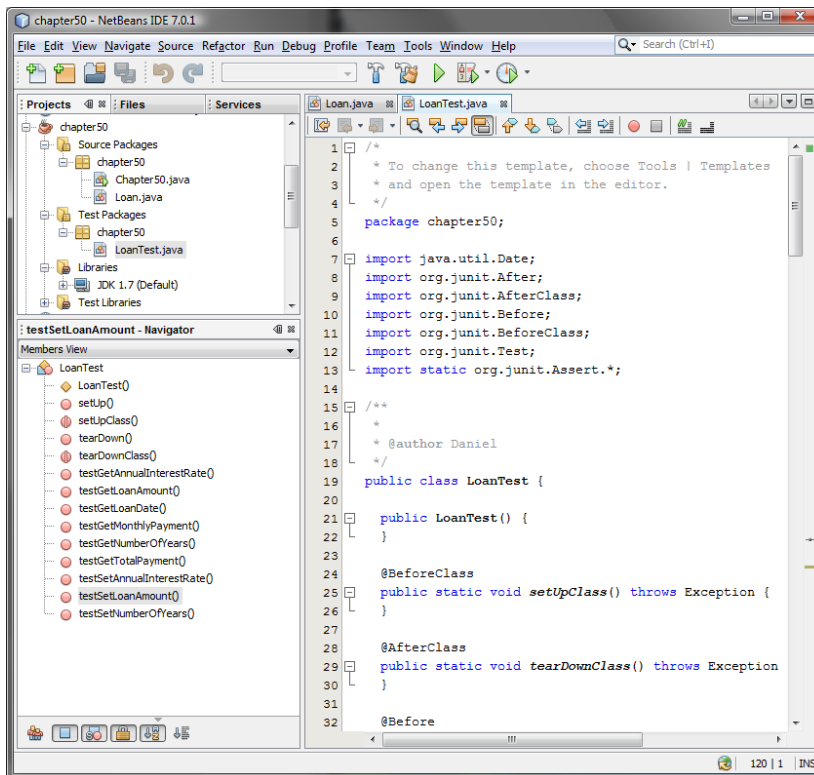 chapter50 - NetBeans IDE 7.0.1
File Edit View Navigate Source Refactor Run Debug Profile Team Tools Window Help
Search (Ctrl+I)
Projects Files Services
chapter50
Source Packages
chapter50
Chapter50.java
Loan.java
Test Packages
chapter50
LoanTest.java
Libraries
JDK 1.7 (Default)
Test Libraries
testSetLoanAmount - Navigator
Members View
LoanTest
LoanTest()
setUp()
setUpClass()
tearDown()
tearDownClass()
testGetAnnualInterestRate()
testGetLoanAmount()
testGetLoanDate()
testGetMonthlyPayment()
testGetNumberOfYears()
testGetTotalPayment()
testSetAnnualInterestRate()
testSetLoanAmount()
testSetNumberOfYears()
Loan.java LoanTest.java
1 /*
2  * To change this template, choose Tools | Templates
3  * and open the template in the editor.
4  */
5 package chapter50;
6
7 import java.util.Date;
8 import org.junit.After;
9 import org.junit.AfterClass;
10 import org.junit.Before;
11 import org.junit.BeforeClass;
12 import org.junit.Test;
13 import static org.junit.Assert.*;
14
15 /**
16  *
17  * @author Daniel
18  */
19 public class LoanTest {
20
21   public LoanTest() {
22   }
23
24   @BeforeClass
25   public static void setUpClass() throws Exception {
26   }
27
28   @AfterClass
29   public static void tearDownClass() throws Exception
30   }
31
32   @Before
120 | 1 INS